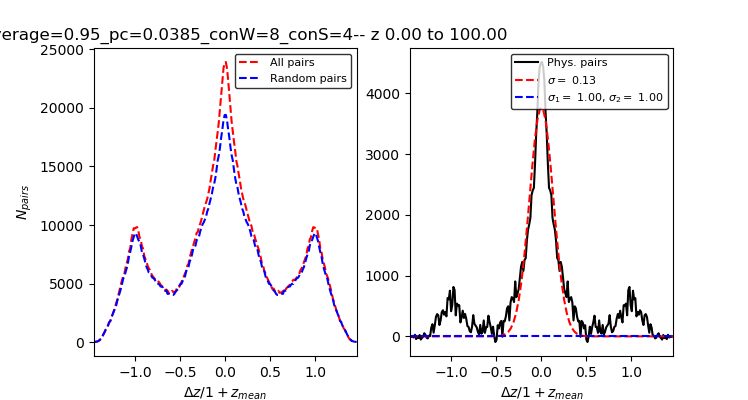 verage=0.95_pc=0.0385_conW=8_conS=4-- z 0.00 to 100.00
25000
20000
15000
10000
5000
0
N_pairs
−1.0 −0.5 0.0 0.5 1.0
Δz/1 + z_mean
All pairs
Random pairs
4000
3000
2000
1000
0
−1.0 −0.5 0.0 0.5 1.0
Δz/1 + z_mean
Phys. pairs
σ = 0.13
σ₁ = 1.00, σ₂ = 1.00